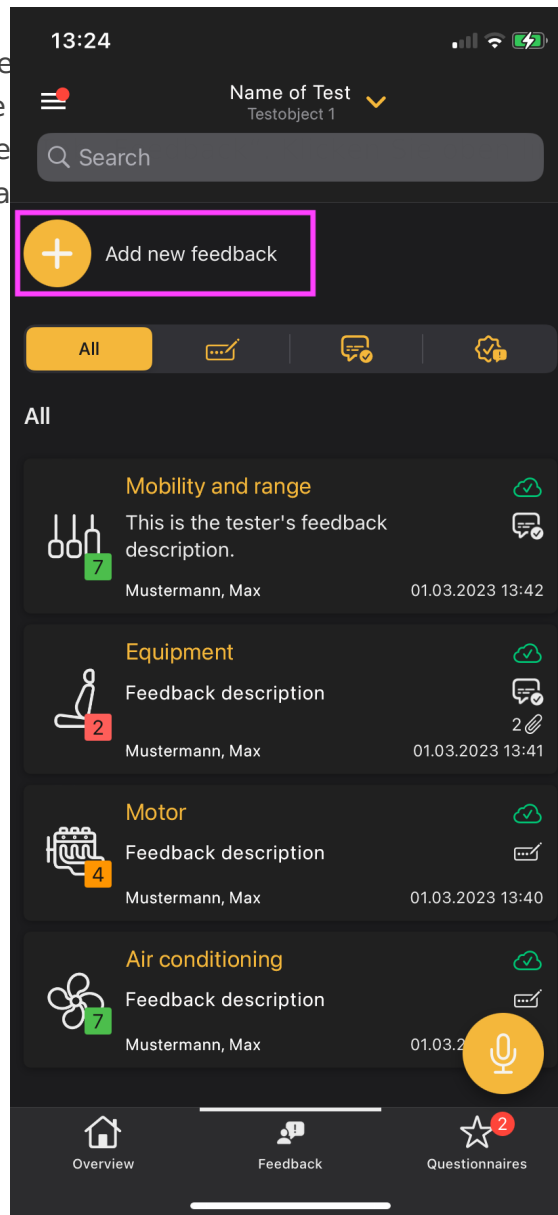 13:24
Name of Test
Testobject 1
Search
Add new feedback
All
All
Mobility and range
This is the tester's feedback
description.
7
Mustermann, Max 01.03.2023 13:42
Equipment
Feedback description
2
2
Mustermann, Max 01.03.2023 13:41
Motor
Feedback description
4
Mustermann, Max 01.03.2023 13:40
Air conditioning
Feedback description
7
Mustermann, Max 01.03.2
2
Overview Feedback Questionnaires